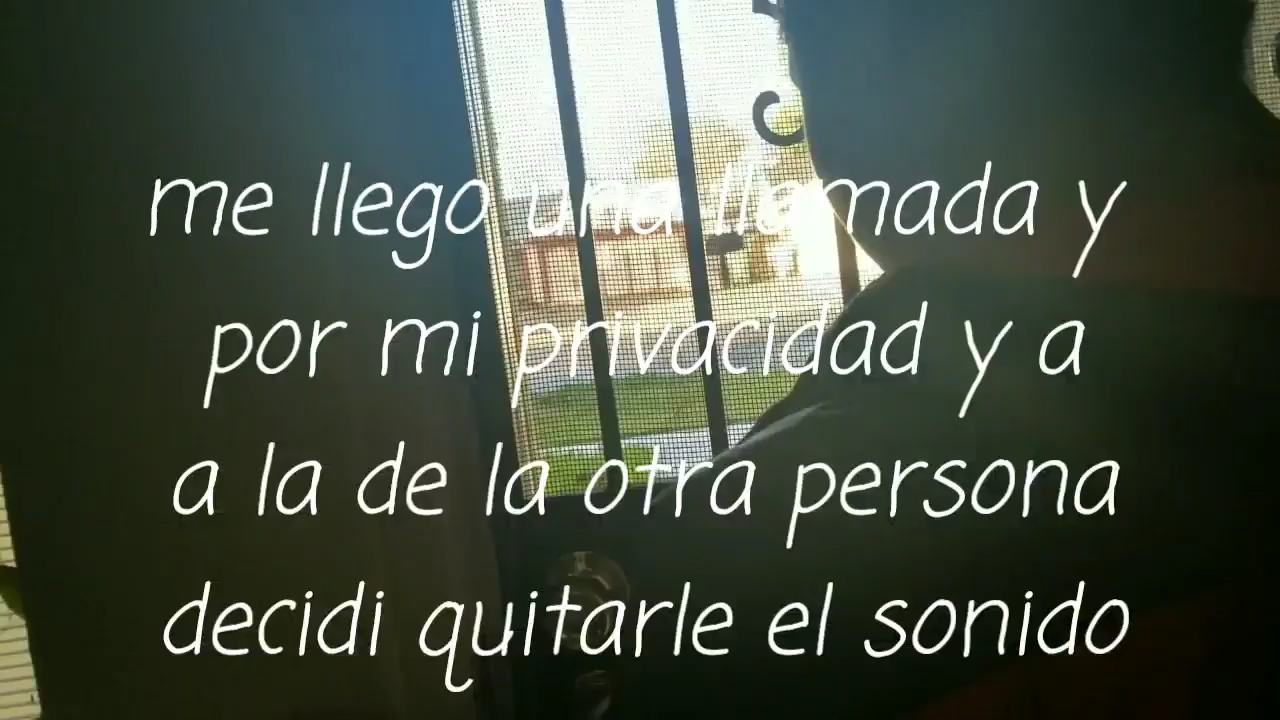 me llego una llamada y
por mi privacidad y a
a la de la otra persona
decidi quitarle el sonido